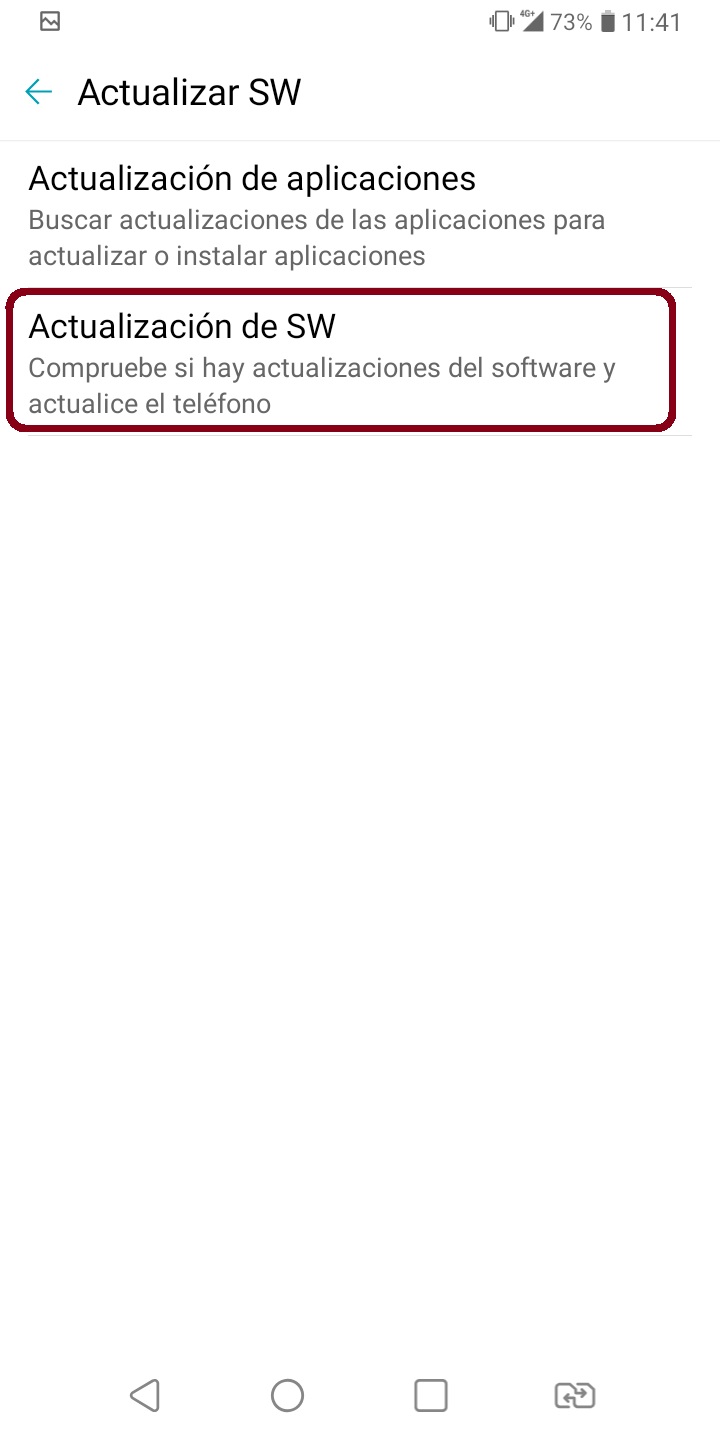 4G+ 73% 11:41
Actualizar SW
Actualización de aplicaciones
Buscar actualizaciones de las aplicaciones para
actualizar o instalar aplicaciones
Actualización de SW
Compruebe si hay actualizaciones del software y
actualice el teléfono